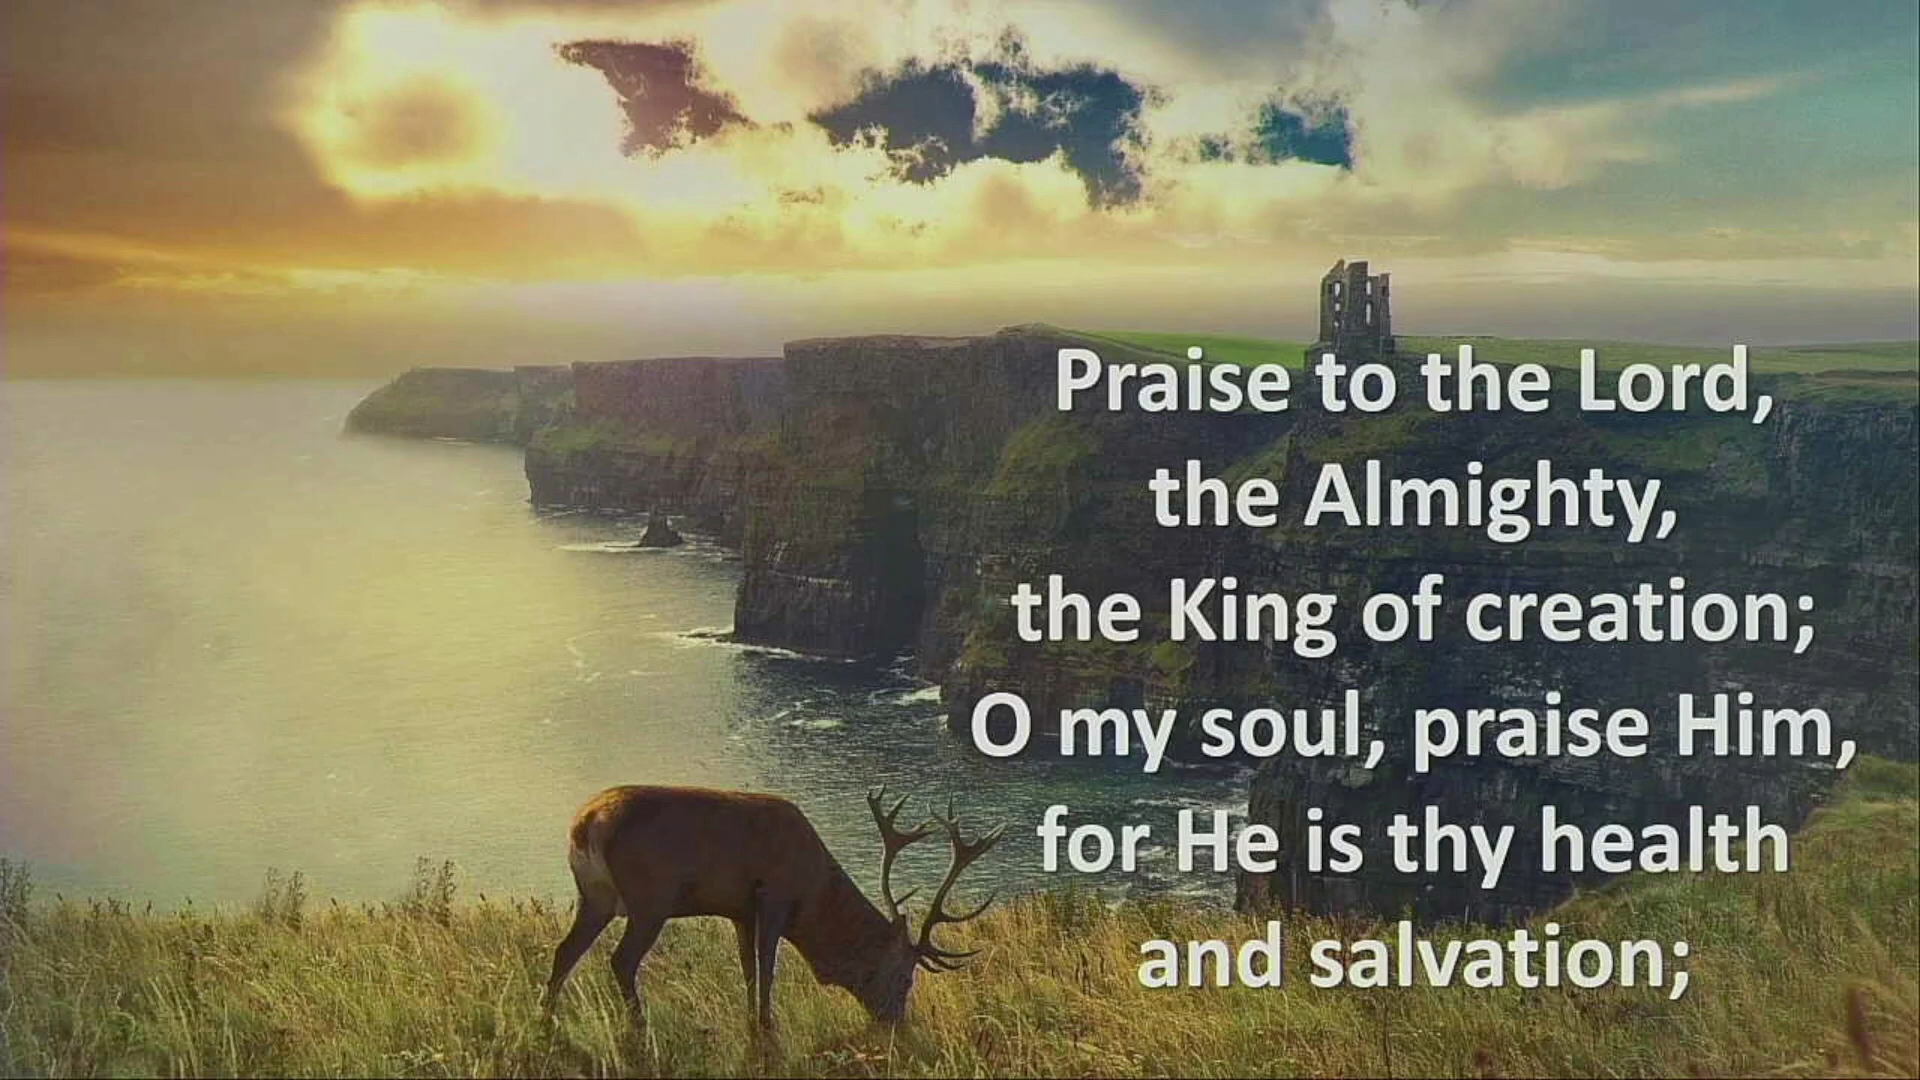 Praise to the Lord,
the Almighty,
the King of creation;
O my soul, praise Him,
for He is thy health
and salvation;